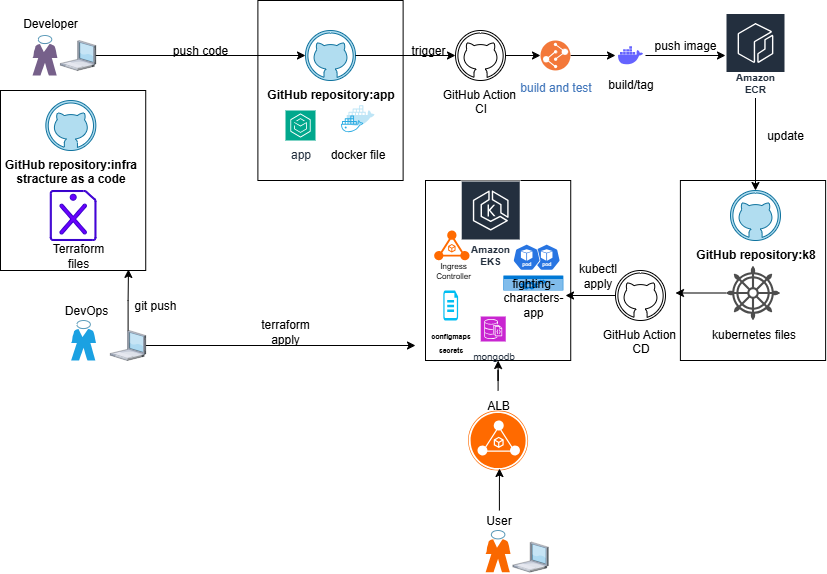 Developer
push code
GitHub repository:app
app
docker file
trigger
GitHub Action
CI
build and test
build/tag
push image
Amazon
ECR
update
GitHub repository:infra
stracture as a code
Terraform
files
git push
DevOps
terraform
apply
Amazon
EKS
Ingress
Controller
pod
pod
fighting-
characters-
app
configmaps
secrets
mongodb
kubectl
apply
GitHub Action
CD
GitHub repository:k8
kubernetes files
ALB
User